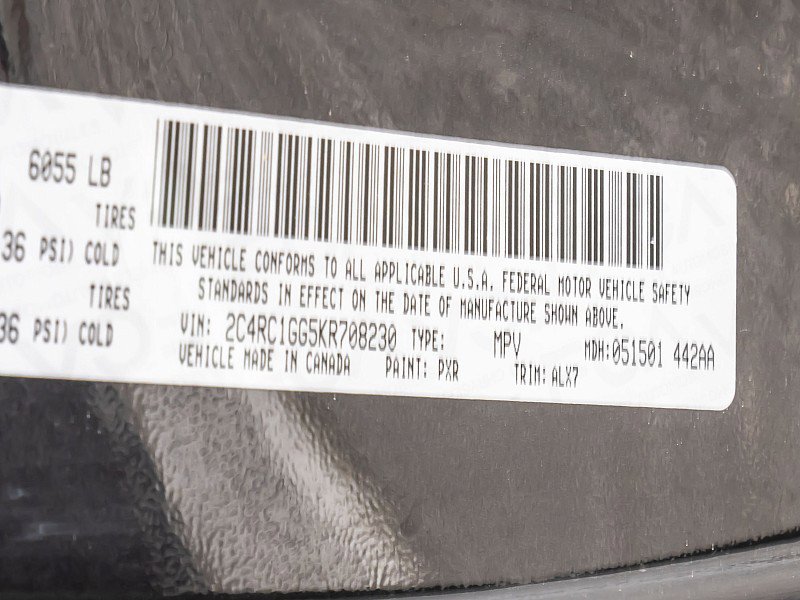 6055 LB
TIRES
36 PSI) COLD
TIRES
36 PSI) COLD
THIS VEHICLE CONFORMS TO ALL APPLICABLE U.S.A. FEDERAL MOTOR VEHICLE SAFETY
STANDARDS IN EFFECT ON THE DATE OF MANUFACTURE SHOWN ABOVE.
VIN: 2C4RC1GG5KR708230 TYPE: MPV MDH:051501 442AA
VEHICLE MADE IN CANADA PAINT: PXR TRIM: ALX7